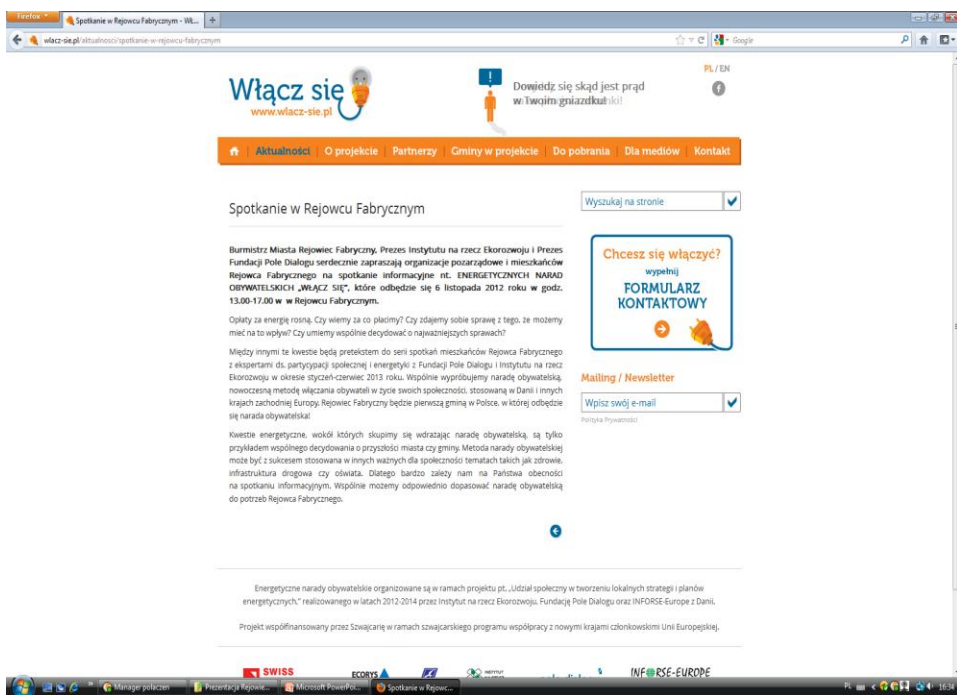 Firefox
Spotkanie w Rejowcu Fabrycznym - Wł...
wlacz-sie.pl/aktualnosci/spotkanie-w-rejowcu-fabrycznym
Google
PL / EN
Włącz się
www.wlacz-sie.pl
Dowiedz się skąd jest prąd
w Twoim gniazdku!
Aktualności | O projekcie | Partnerzy | Gminy w projekcie | Do pobrania | Dla mediów | Kontakt
Spotkanie w Rejowcu Fabrycznym
Burmistrz Miasta Rejowiec Fabryczny, Prezes Instytutu na rzecz Ekorozwoju i Prezes
Fundacji Pole Dialogu serdecznie zapraszają organizacje pozarządowe i mieszkańców
Rejowca Fabrycznego na spotkanie informacyjne nt. ENERGETYCZNYCH NARAD
OBYWATELSKICH „WŁĄCZ SIĘ”, które odbędzie się 6 listopada 2012 roku w godz.
13.00-17.00 w w Rejowcu Fabrycznym.
Opłaty za energię rosną. Czy wiemy za co płacimy? Czy zdajemy sobie sprawę z tego, że możemy
mieć na to wpływ? Czy umiemy wspólnie decydować o najważniejszych sprawach?
Między innymi te kwestie będą pretekstem do serii spotkań mieszkańców Rejowca Fabrycznego
z ekspertami ds. partycypacji społecznej i energetyki z Fundacji Pole Dialogu i Instytutu na rzecz
Ekorozwoju w okresie styczeń-czerwiec 2013 roku. Wspólnie wypróbujemy naradę obywatelską,
nowoczesną metodę włączania obywateli w życie swoich społeczności, stosowaną w Danii i innych
krajach zachodniej Europy. Rejowiec Fabryczny będzie pierwszą gminą w Polsce, w której odbędzie
się narada obywatelska!
Kwestie energetyczne, wokół których skupimy się wdrażając naradę obywatelską, są tylko
przykładem wspólnego decydowania o przyszłości miasta czy gminy. Metoda narady obywatelskiej
może być z sukcesem stosowana w innych ważnych dla społeczności tematach takich jak zdrowie,
infrastruktura drogowa czy oświata. Dlatego bardzo zależy nam na Państwa obecności
na spotkaniu informacyjnym. Wspólnie możemy odpowiednio dopasować naradę obywatelską
do potrzeb Rejowca Fabrycznego.
Wyszukaj na stronie
Chcesz się włączyć?
wypełnij
FORMULARZ
KONTAKTOWY
Mailing / Newsletter
Wpisz swój e-mail
Polityka Prywatności
Energetyczne narady obywatelskie organizowane są w ramach projektu pt. „Udział społeczny w tworzeniu lokalnych strategii i planów
energetycznych,” realizowanego w latach 2012-2014 przez Instytut na rzecz Ekorozwoju, Fundację Pole Dialogu oraz INFORSE-Europe z Danii.
Projekt współfinansowany przez Szwajcarię w ramach szwajcarskiego programu współpracy z nowymi krajami członkowskimi Unii Europejskiej.
SWISS
ECORYS
INSTYTUT
INFORSE-EUROPE
Manager połaczen
Prezentacja Rejowie...
Microsoft PowerPoi...
Spotkanie w Rejowc...
PL
16:34